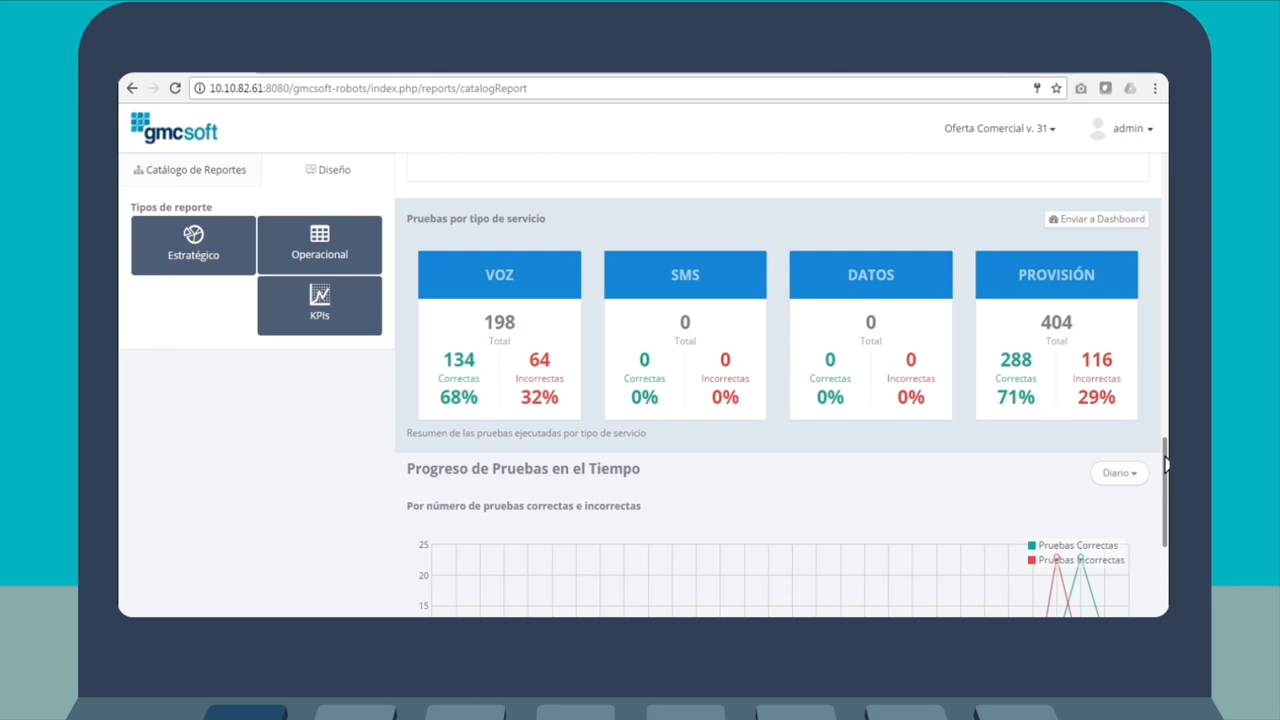 10.10.82.61:8080/gmcsoft-robots/index.php/reports/catalogReport
gmcsoft
Oferta Comercial v. 31
admin
Catálogo de Reportes
Diseño
Tipos de reporte
Estratégico
Operacional
KPIs
Pruebas por tipo de servicio
Enviar a Dashboard
VOZ
198
Total
134
64
Correctas
Incorrectas
68%
32%
SMS
0
Total
0
0
Correctas
Incorrectas
0%
0%
DATOS
0
Total
0
0
Correctas
Incorrectas
0%
0%
PROVISIÓN
404
Total
288
116
Correctas
Incorrectas
71%
29%
Resumen de las pruebas ejecutadas por tipo de servicio
Progreso de Pruebas en el Tiempo
Diario
Por número de pruebas correctas e incorrectas
25
20
15
Pruebas Correctas
Pruebas Incorrectas